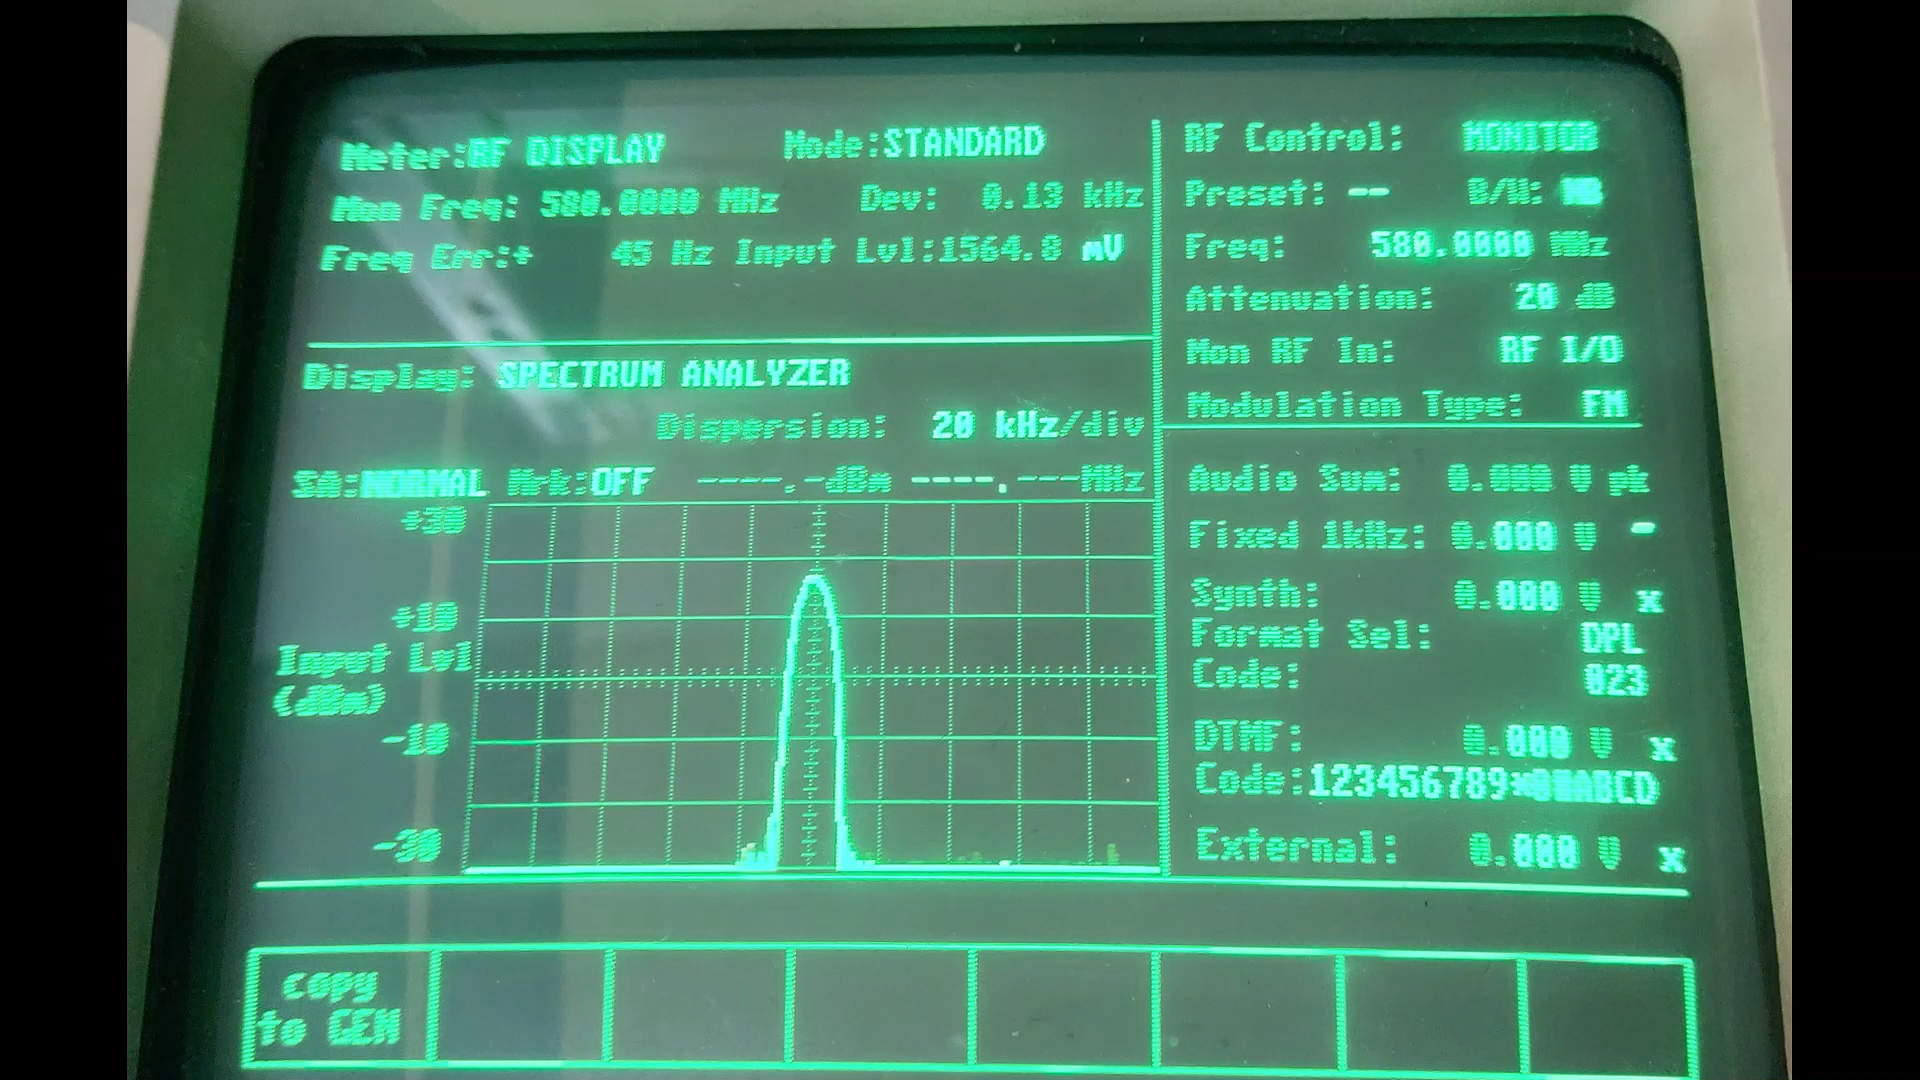 Meter:RF DISPLAY Mode:STANDARD
Mon Freq: 580.0000 MHz Dev: 0.13 kHz
Freq Err:+ 45 Hz Input Lvl:1564.8 mV
Display: SPECTRUM ANALYZER
Dispersion: 20 kHz/div
SA:NORMAL Mrk:OFF ----.-dBm ----.---MHz
+30
+10
Input Lvl
(dBm)
-10
-30
RF Control: MONITOR
Preset: -- B/W: NB
Freq: 580.0000 MHz
Attenuation: 20 dB
Mon RF In: RF I/O
Modulation Type: FM
Audio Sum: 0.000 V pk
Fixed 1kHz: 0.000 V -
Synth: 0.000 V x
Format Sel: DPL
Code: 023
DTMF: 0.000 V x
Code:123456789*0#ABCD
External: 0.000 V x
copy
to GEN